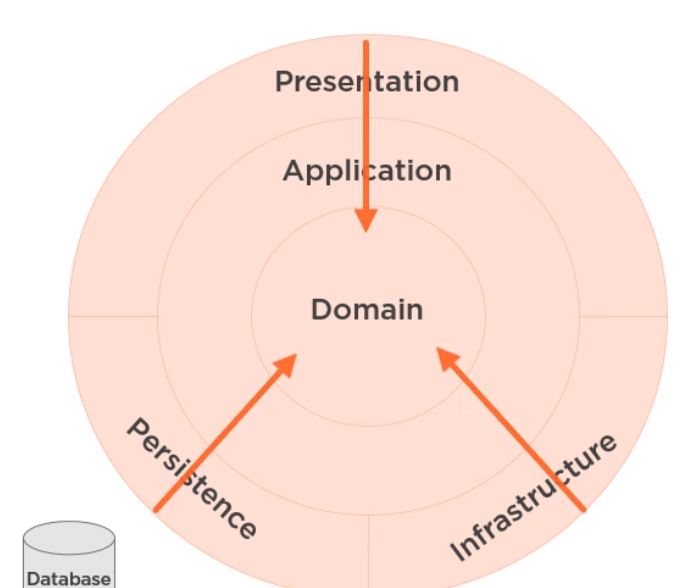 Presentation
Application
Domain
Persistence
Infrastructure
Database